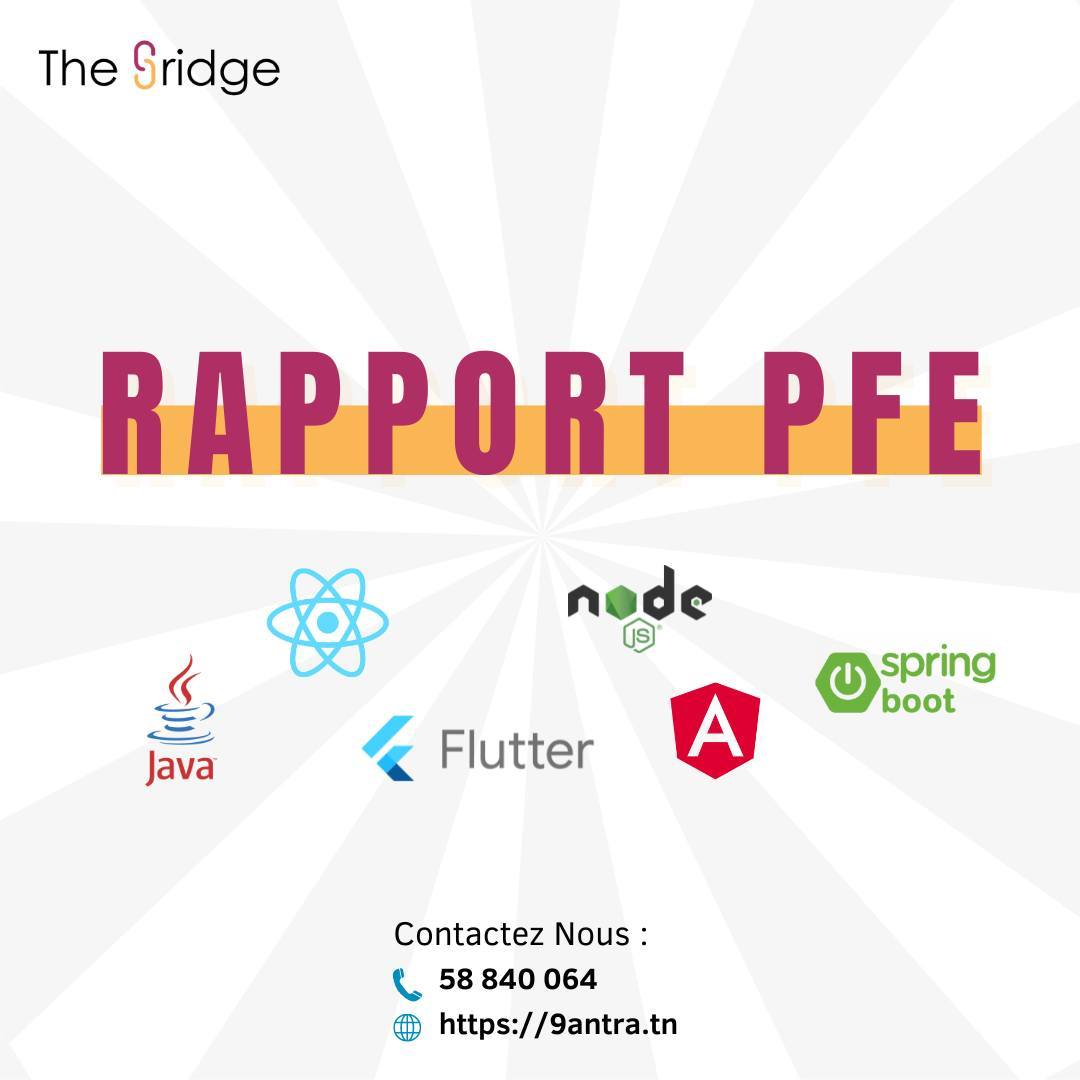 The Bridge
RAPPORT PFE
node
JS
spring
boot
Java
Flutter
A
Contactez Nous :
58 840 064
https://9antra.tn